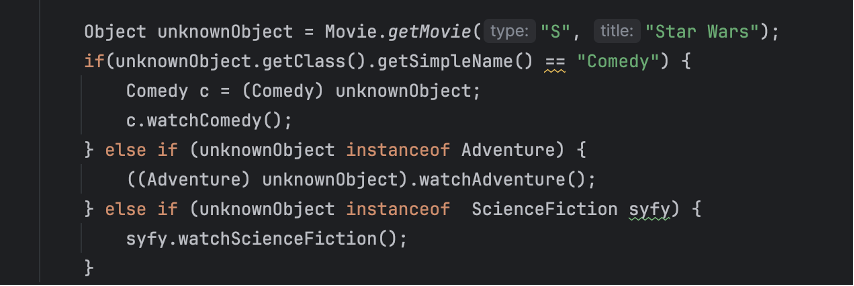 Object unknownObject = Movie.getMovie( type: "S", title: "Star Wars");
if(unknownObject.getClass().getSimpleName() == "Comedy") {
Comedy c = (Comedy) unknownObject;
c.watchComedy();
} else if (unknownObject instanceof Adventure) {
((Adventure) unknownObject).watchAdventure();
} else if (unknownObject instanceof  ScienceFiction syfy) {
syfy.watchScienceFiction();
}